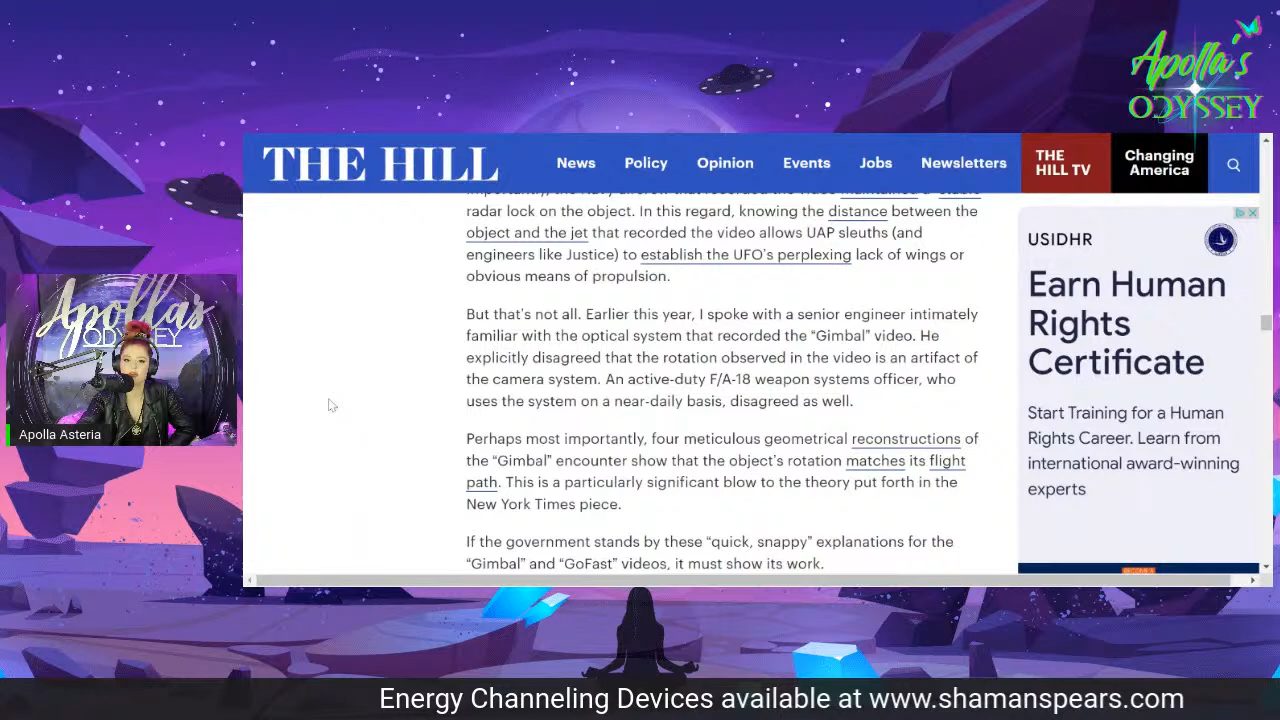 Apolla's
ODYSSEY
THE HILL
News
Policy
Opinion
Events
Jobs
Newsletters
THE
HILL TV
Changing
America
radar lock on the object. In this regard, knowing the distance between the
object and the jet that recorded the video allows UAP sleuths (and
engineers like Justice) to establish the UFO's perplexing lack of wings or
obvious means of propulsion.
But that's not all. Earlier this year, I spoke with a senior engineer intimately
familiar with the optical system that recorded the “Gimbal” video. He
explicitly disagreed that the rotation observed in the video is an artifact of
the camera system. An active-duty F/A-18 weapon systems officer, who
uses the system on a near-daily basis, disagreed as well.
Perhaps most importantly, four meticulous geometrical reconstructions of
the “Gimbal” encounter show that the object's rotation matches its flight
path. This is a particularly significant blow to the theory put forth in the
New York Times piece.
If the government stands by these “quick, snappy” explanations for the
“Gimbal” and “GoFast” videos, it must show its work.
USIDHR
Earn Human
Rights
Certificate
Start Training for a Human
Rights Career. Learn from
international award-winning
experts
Apollas
ODYSSEY
Apolla Asteria
Energy Channeling Devices available at www.shamanspears.com